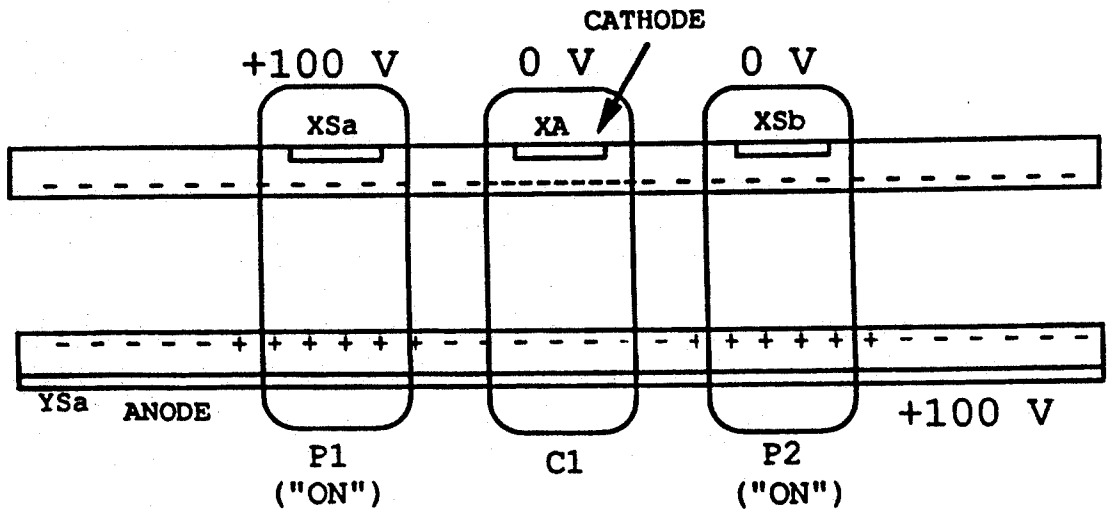 CATHODE
+100 V 0 V 0 V
XSa XA XSb
YSa ANODE +100 V
P1 C1 P2
("ON") ("ON")